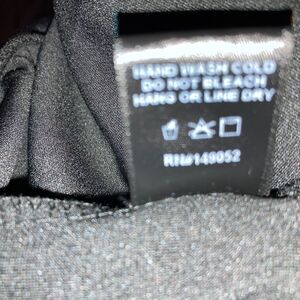 HAND WASH COLD
DO NOT BLEACH
HANG OR LINE DRY
RN#149052